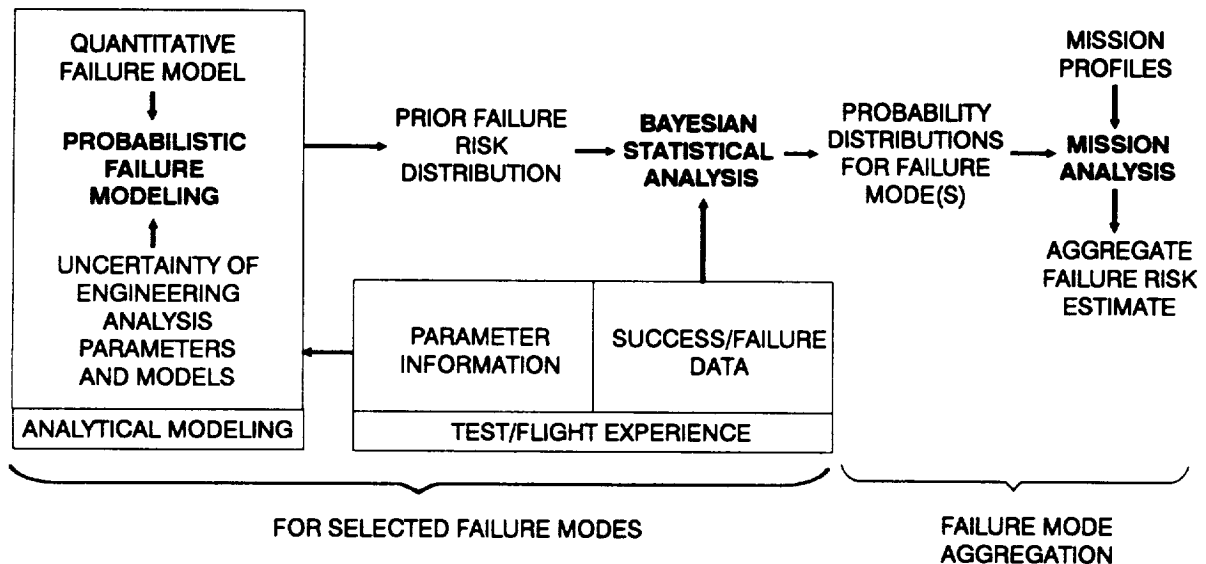 QUANTITATIVE
FAILURE MODEL
PROBABILISTIC
FAILURE
MODELING
UNCERTAINTY OF
ENGINEERING
ANALYSIS
PARAMETERS
AND MODELS
ANALYTICAL MODELING
PRIOR FAILURE
RISK
DISTRIBUTION
BAYESIAN
STATISTICAL
ANALYSIS
PARAMETER
INFORMATION
SUCCESS/FAILURE
DATA
TEST/FLIGHT EXPERIENCE
PROBABILITY
DISTRIBUTIONS
FOR FAILURE
MODE(S)
MISSION
PROFILES
MISSION
ANALYSIS
AGGREGATE
FAILURE RISK
ESTIMATE
FOR SELECTED FAILURE MODES
FAILURE MODE
AGGREGATION